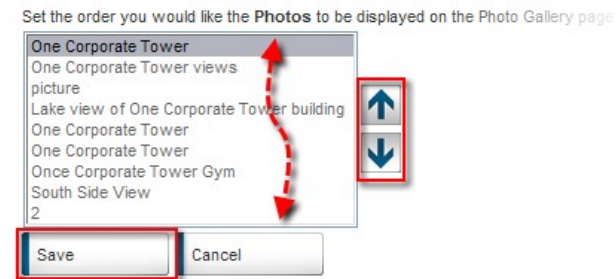 Set the order you would like the Photos to be displayed on the Photo Gallery page
One Corporate Tower
One Corporate Tower views
picture
Lake view of One Corporate Tower building
One Corporate Tower
One Corporate Tower
Once Corporate Tower Gym
South Side View
2
Save
Cancel